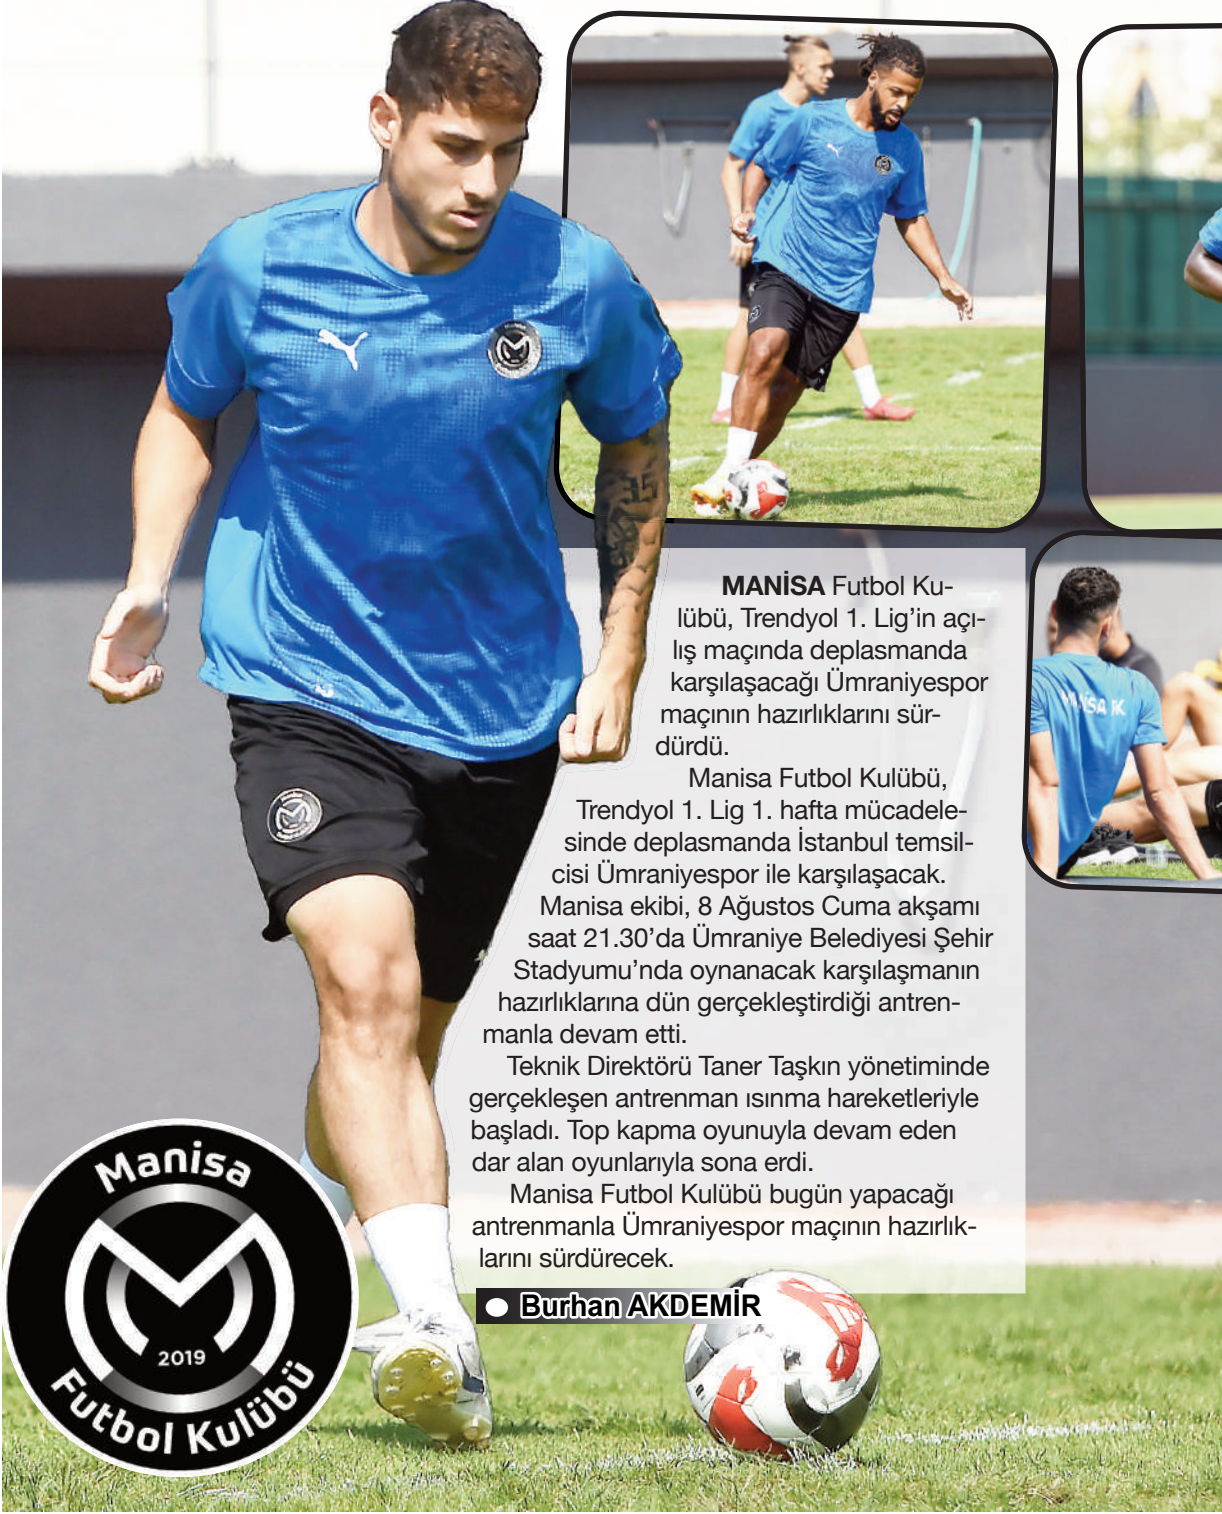 MANİSA Futbol Ku-
lübü, Trendyol 1. Lig’in açı-
lış maçında deplasmanda
karşılaşacağı Ümraniyespor
maçının hazırlıklarını sür-
dürdü.
Manisa Futbol Kulübü,
Trendyol 1. Lig 1. hafta mücadele-
sinde deplasmanda İstanbul temsil-
cisi Ümraniyespor ile karşılaşacak.
Manisa ekibi, 8 Ağustos Cuma akşamı
saat 21.30’da Ümraniye Belediyesi Şehir
Stadyumu’nda oynanacak karşılaşmanın
hazırlıklarına dün gerçekleştirdiği antren-
manla devam etti.
Teknik Direktörü Taner Taşkın yönetiminde
gerçekleşen antrenman ısınma hareketleriyle
başladı. Top kapma oyunuyla devam eden
dar alan oyunlarıyla sona erdi.
Manisa Futbol Kulübü bugün yapacağı
antrenmanla Ümraniyespor maçının hazırlık-
larını sürdürecek.
Burhan AKDEMİR
MANİSA FK
Manisa
2019
Futbol Kulübü